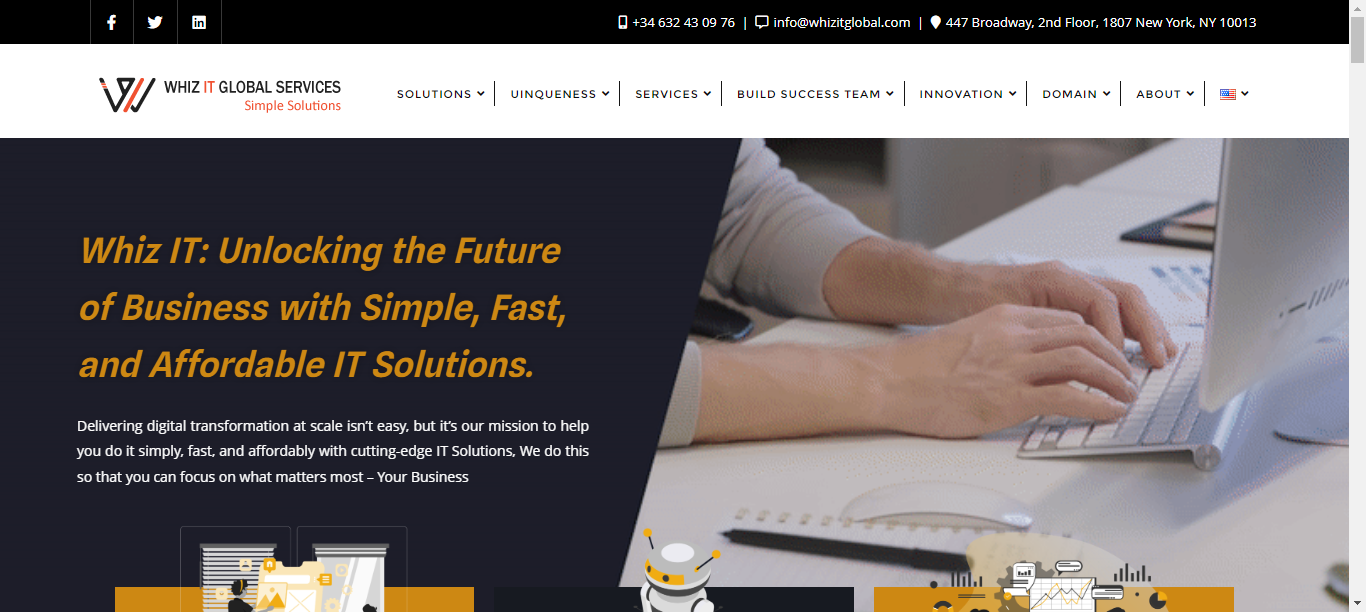 +34 632 43 09 76 | info@whizitglobal.com | 447 Broadway, 2nd Floor, 1807 New York, NY 10013
WHIZ IT GLOBAL SERVICES
Simple Solutions
SOLUTIONS UINQUENESS SERVICES BUILD SUCCESS TEAM INNOVATION DOMAIN ABOUT
Whiz IT: Unlocking the Future
of Business with Simple, Fast,
and Affordable IT Solutions.
Delivering digital transformation at scale isn't easy, but it's our mission to help
you do it simply, fast, and affordably with cutting-edge IT Solutions, We do this
so that you can focus on what matters most – Your Business